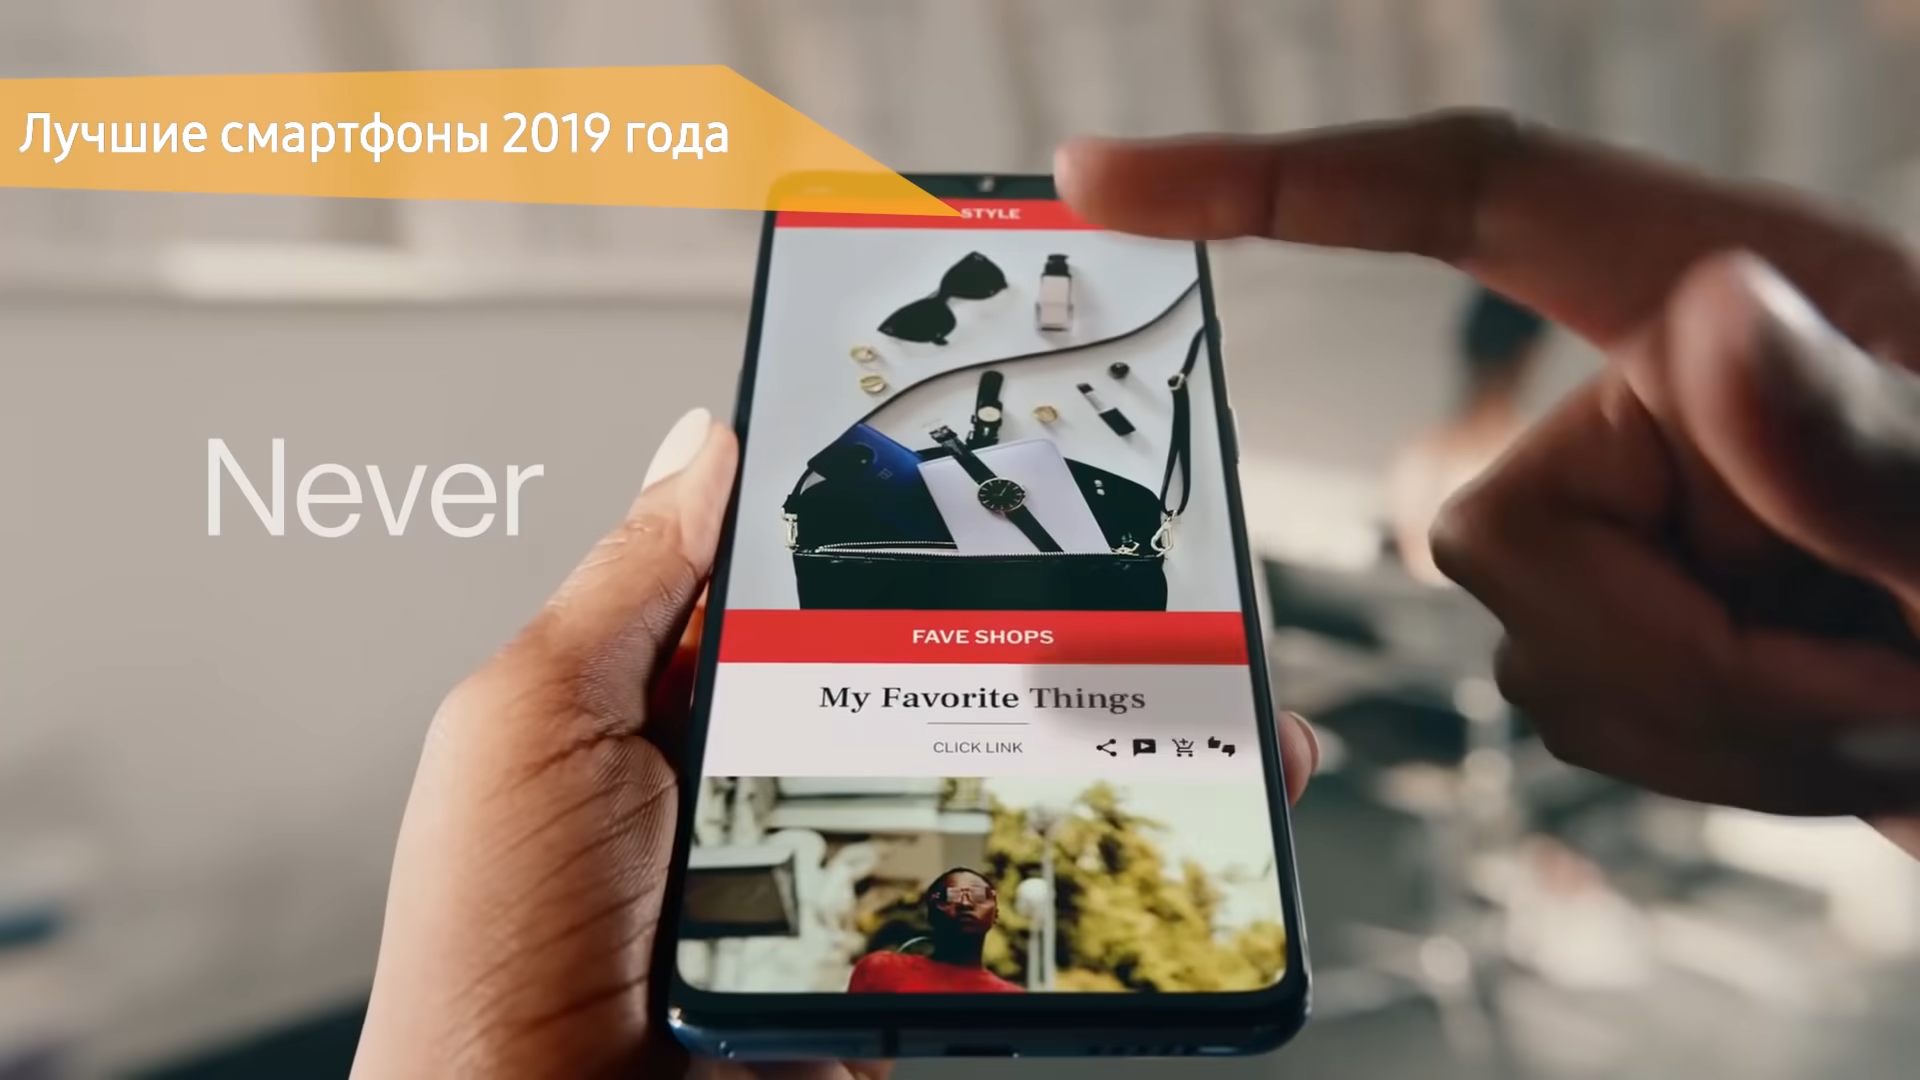 Лучшие смартфоны 2019 года
STYLE
Never
FAVE SHOPS
My Favorite Things
CLICK LINK